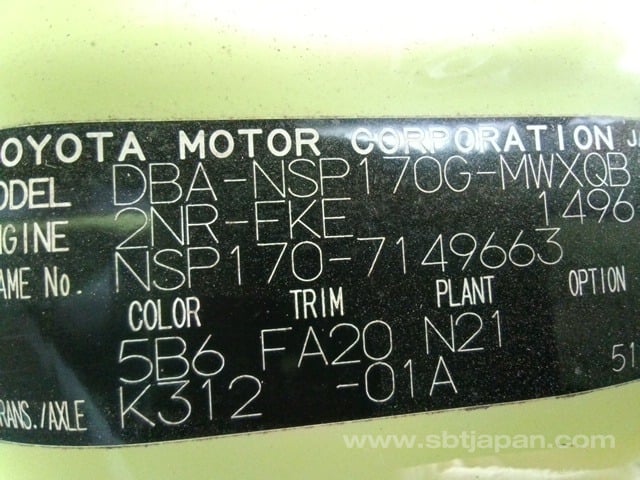 OYOTA MOTOR CORPORATION JA
ODEL DBA-NSP170G-MWXQB
NGINE 2NR-FKE 1496
AME No. NSP170-7149663
COLOR TRIM PLANT OPTION
5B6 FA20 N21
RANS./AXLE K312 -01A 51
www.sbtjapan.com